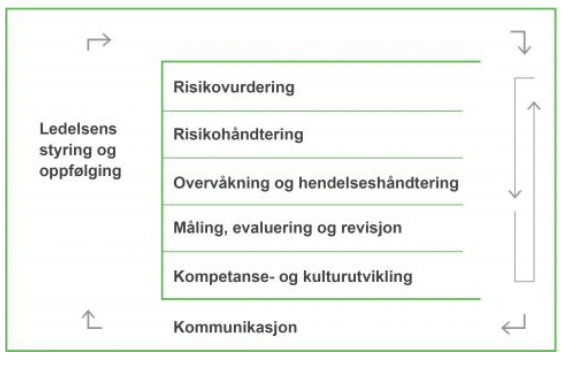 Ledelsens
styring og
oppfølging
Risikovurdering
Risikohåndtering
Overvåkning og hendelseshåndtering
Måling, evaluering og revisjon
Kompetanse- og kulturutvikling
Kommunikasjon